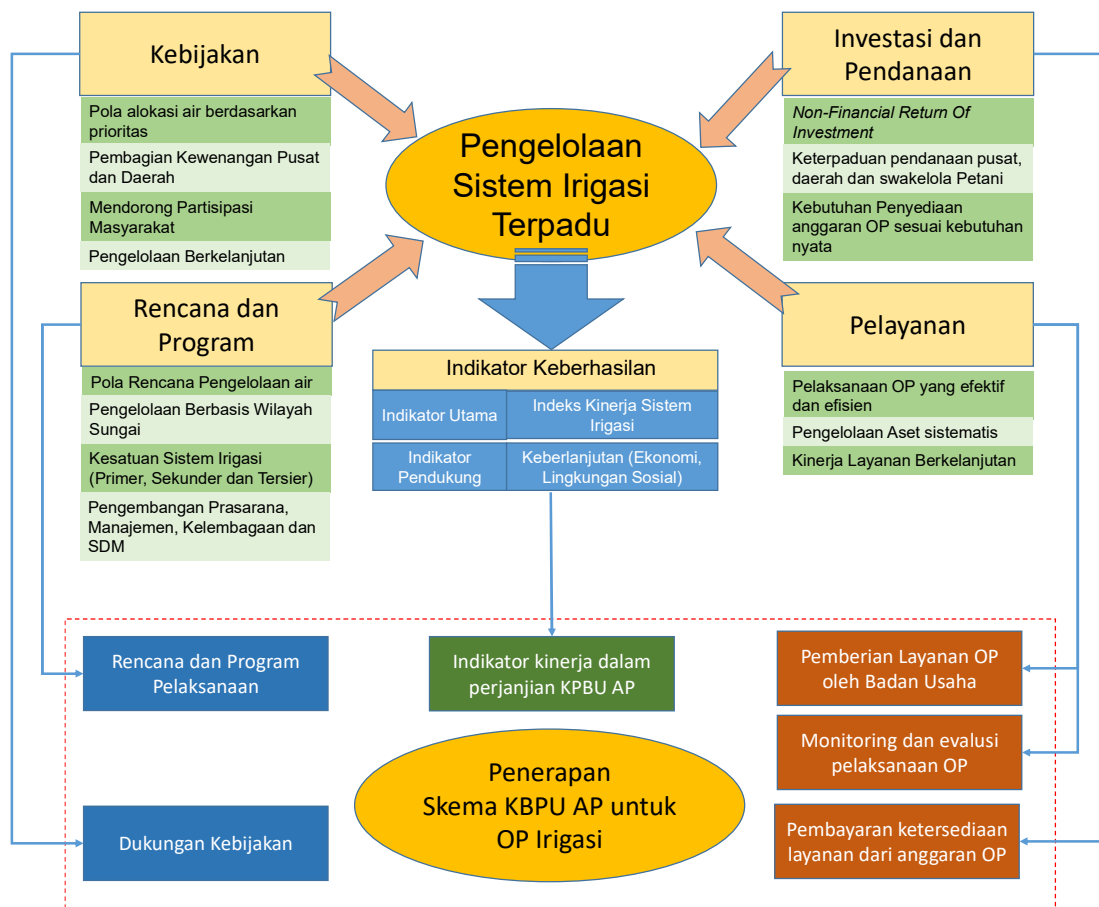 Kebijakan
Pola alokasi air berdasarkan
prioritas
Pembagian Kewenangan Pusat
dan Daerah
Mendorong Partisipasi
Masyarakat
Pengelolaan Berkelanjutan
Investasi dan
Pendanaan
Non-Financial Return Of
Investment
Keterpaduan pendanaan pusat,
daerah dan swakelola Petani
Kebutuhan Penyediaan
anggaran OP sesuai kebutuhan
nyata
Pengelolaan
Sistem Irigasi
Terpadu
Rencana dan
Program
Pola Rencana Pengelolaan air
Pengelolaan Berbasis Wilayah
Sungai
Kesatuan Sistem Irigasi
(Primer, Sekunder dan Tersier)
Pengembangan Prasarana,
Manajemen, Kelembagaan dan
SDM
Indikator Keberhasilan
Indikator Utama
Indeks Kinerja Sistem
Irigasi
Indikator
Pendukung
Keberlanjutan (Ekonomi,
Lingkungan Sosial)
Pelayanan
Pelaksanaan OP yang efektif
dan efisien
Pengelolaan Aset sistematis
Kinerja Layanan Berkelanjutan
Rencana dan Program
Pelaksanaan
Indikator kinerja dalam
perjanjian KPBU AP
Pemberian Layanan OP
oleh Badan Usaha
Monitoring dan evalusi
pelaksanaan OP
Penerapan
Skema KBPU AP untuk
OP Irigasi
Dukungan Kebijakan
Pembayaran ketersediaan
layanan dari anggaran OP